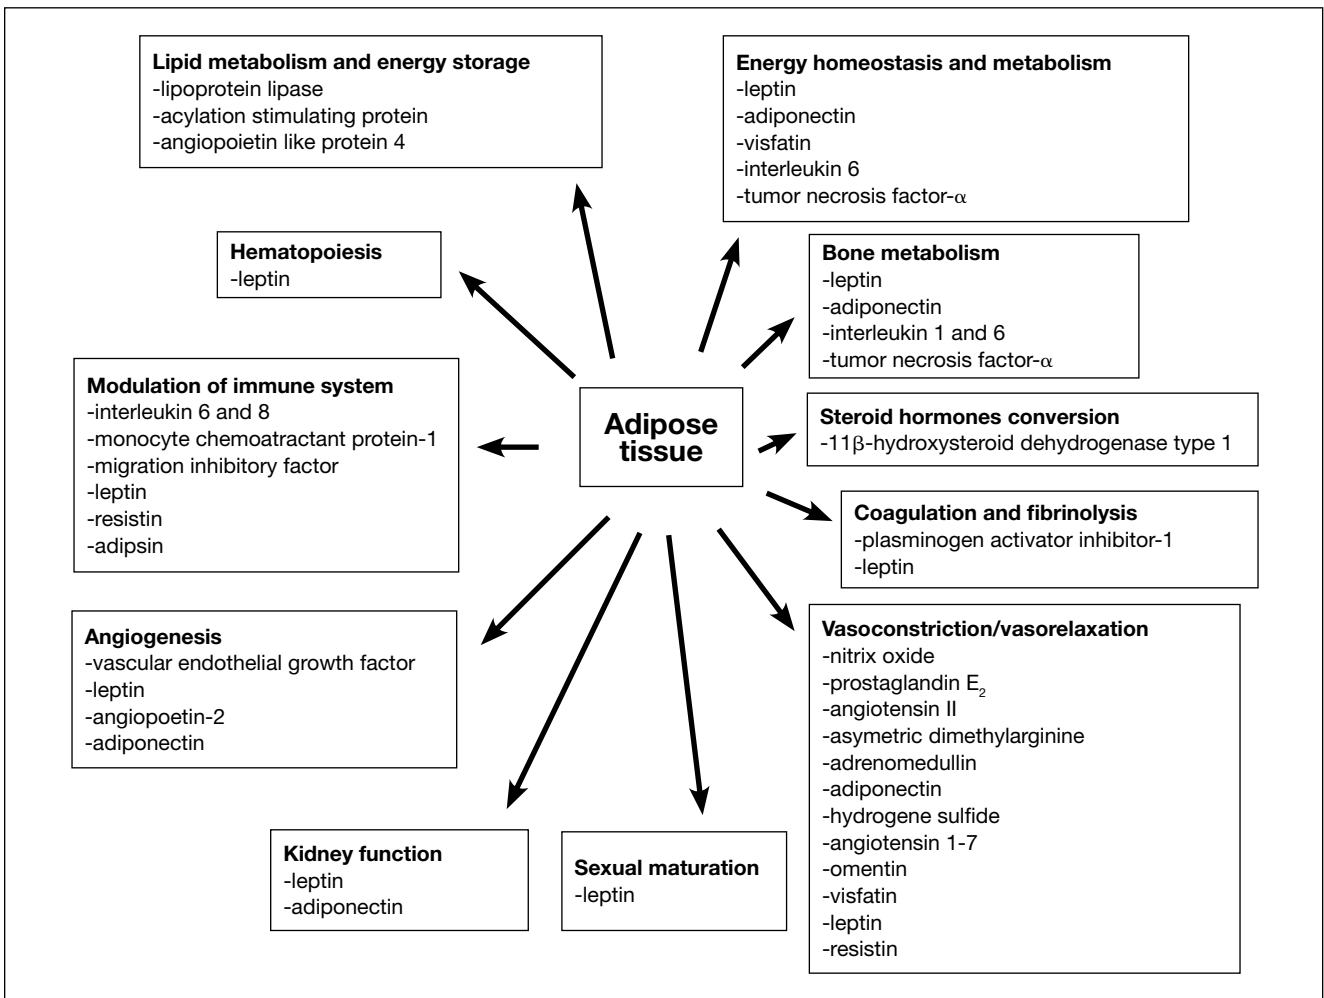 Lipid metabolism and energy storage
-lipoprotein lipase
-acylation stimulating protein
-angiopoietin like protein 4
Energy homeostasis and metabolism
-leptin
-adiponectin
-visfatin
-interleukin 6
-tumor necrosis factor-α
Hematopoiesis
-leptin
Bone metabolism
-leptin
-adiponectin
-interleukin 1 and 6
-tumor necrosis factor-α
Modulation of immune system
-interleukin 6 and 8
-monocyte chemoatractant protein-1
-migration inhibitory factor
-leptin
-resistin
-adipsin
Adipose
tissue
Steroid hormones conversion
-11β-hydroxysteroid dehydrogenase type 1
Coagulation and fibrinolysis
-plasminogen activator inhibitor-1
-leptin
Angiogenesis
-vascular endothelial growth factor
-leptin
-angiopoetin-2
-adiponectin
Vasoconstriction/vasorelaxation
-nitrix oxide
-prostaglandin E₂
-angiotensin II
-asymetric dimethylarginine
-adrenomedullin
-adiponectin
-hydrogene sulfide
-angiotensin 1-7
-omentin
-visfatin
-leptin
-resistin
Kidney function
-leptin
-adiponectin
Sexual maturation
-leptin